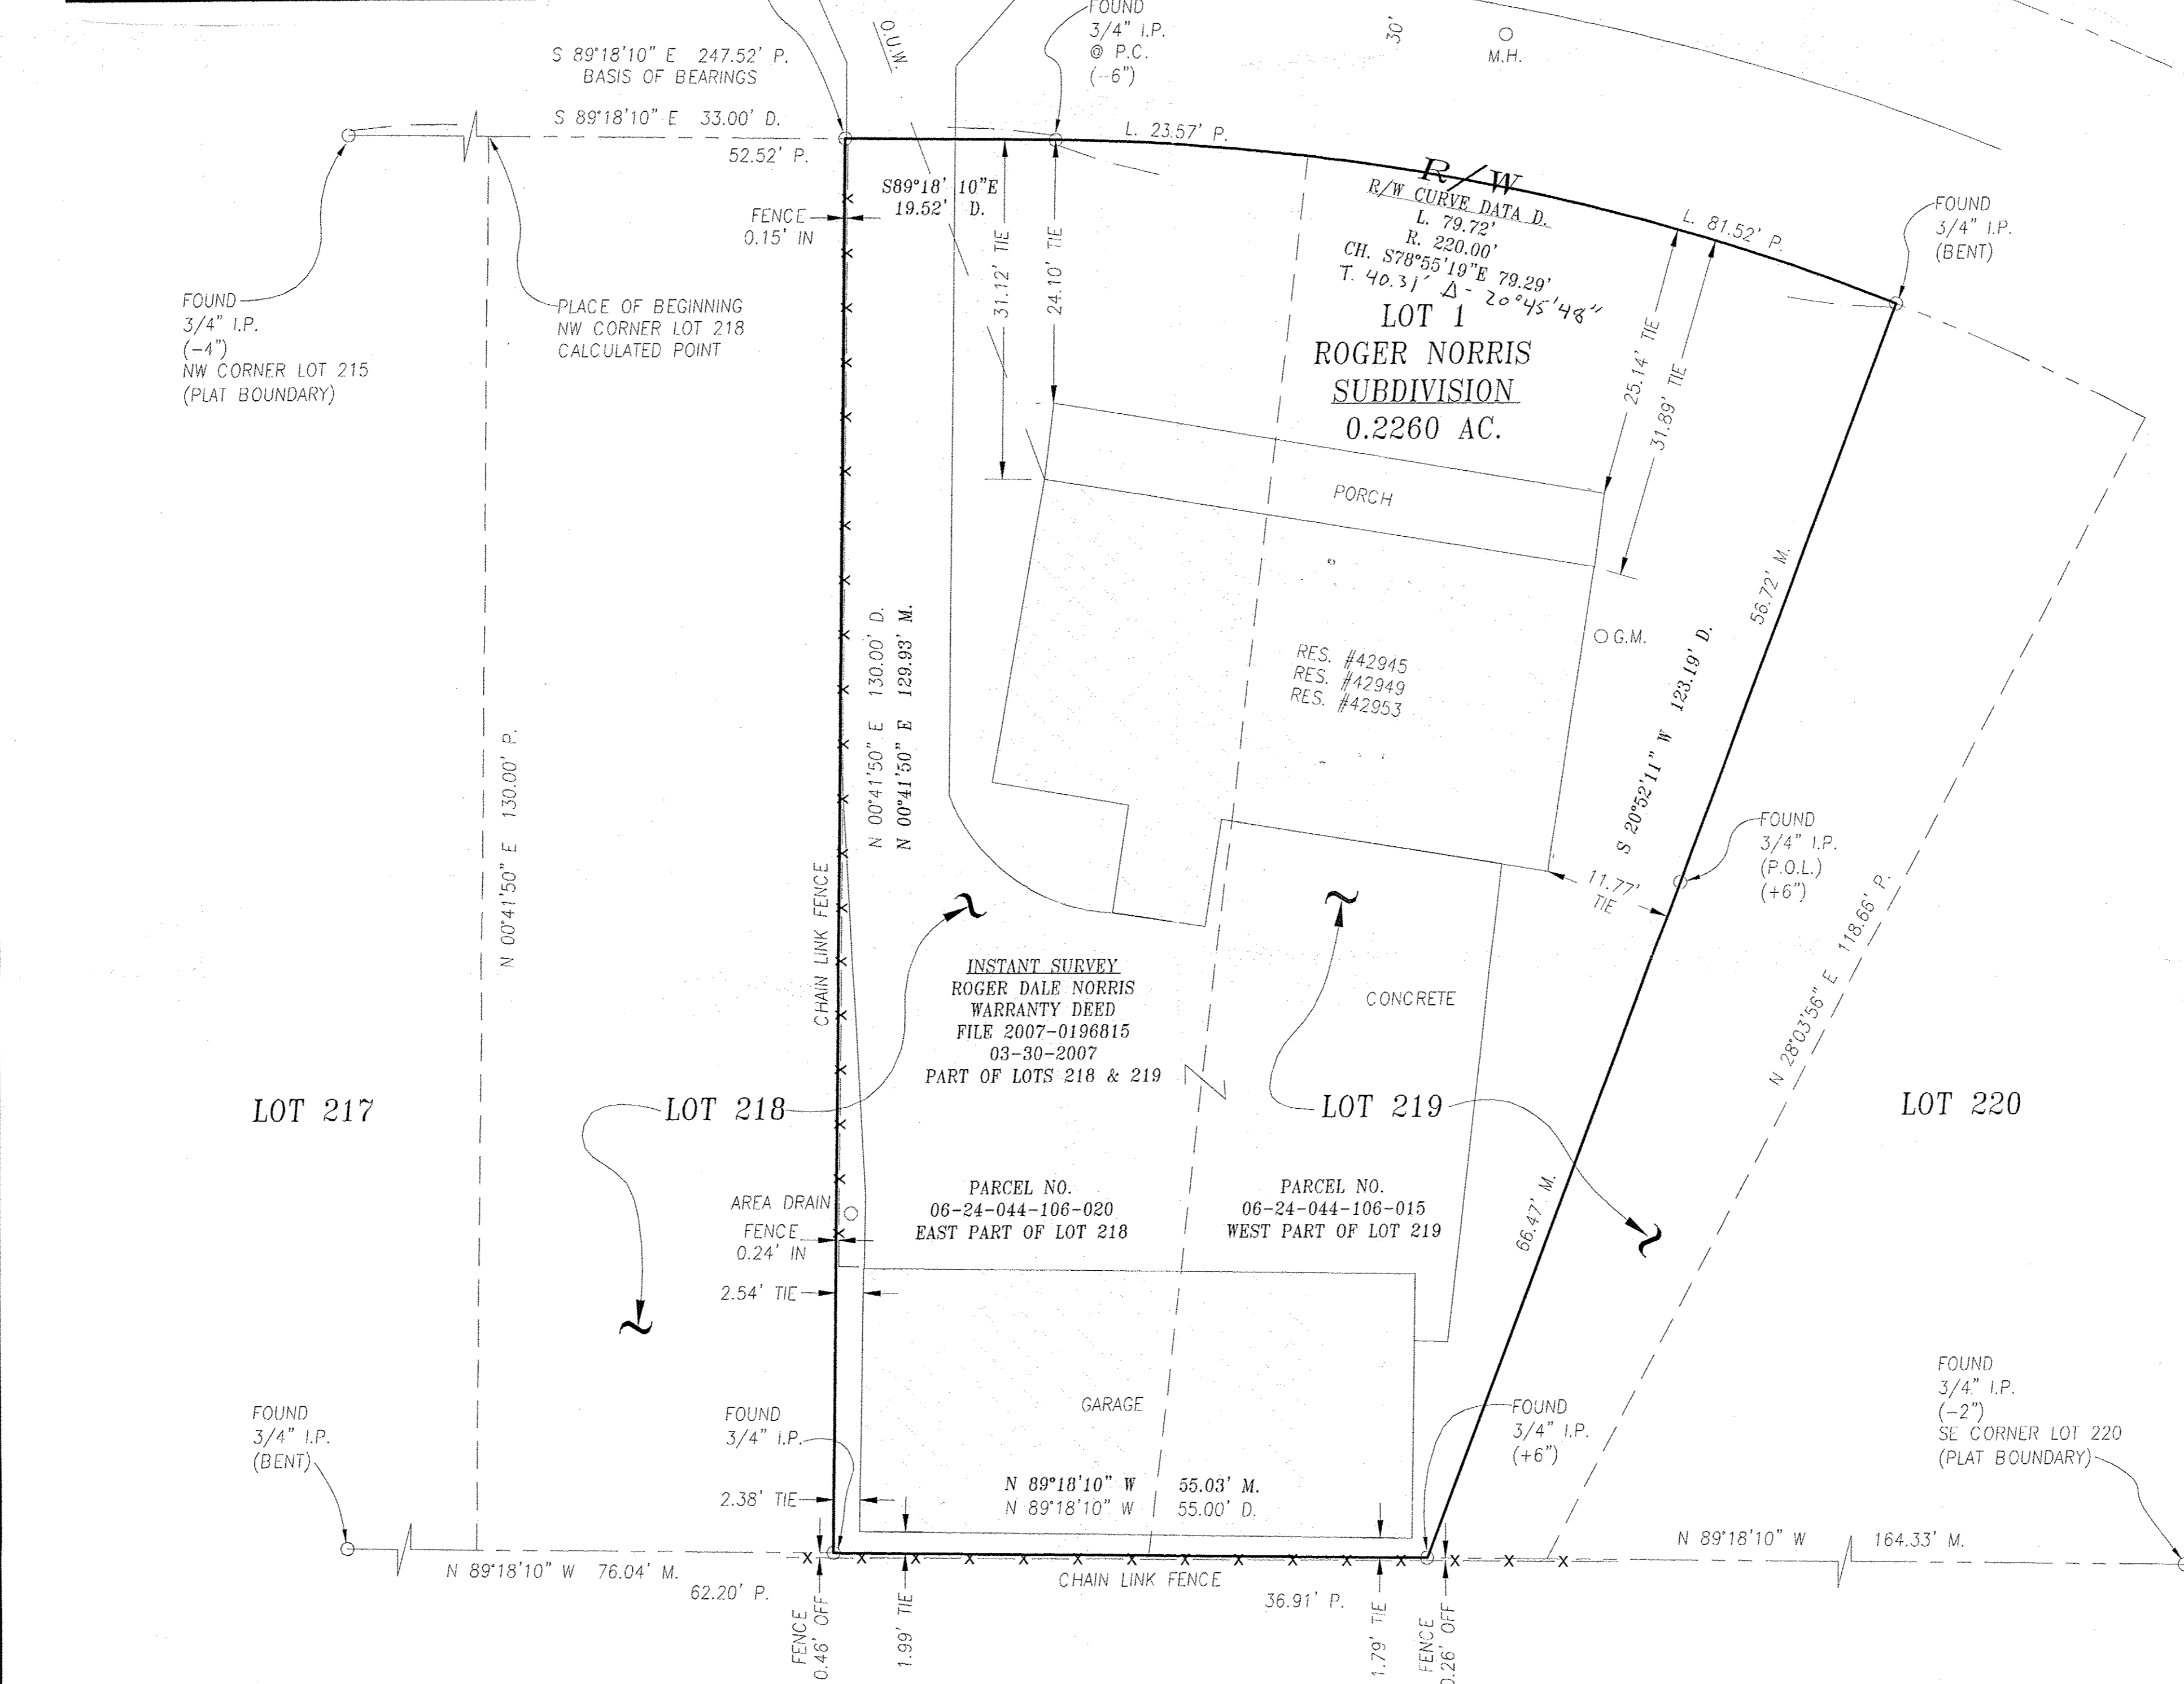 FOUND
3/4" I.P.
@ P.C.
(-6")
O.U.W.
30'
M.H.
S 89°18'10" E 247.52' P.
BASIS OF BEARINGS
S 89°18'10" E 33.00' D.
52.52' P.
L. 23.57' P.
S89°18' 10"E
19.52' D.
FENCE
0.15' IN
31.12' TIE
24.10' TIE
R/W
R/W CURVE DATA D.
L. 79.72'
R. 220.00'
CH. S78°55'19"E 79.29'
T. 40.31' Δ- 20°45'48"
LOT 1
ROGER NORRIS
SUBDIVISION
0.2260 AC.
L. 81.52' P.
FOUND
3/4" I.P.
(BENT)
25.14' TIE
31.89' TIE
FOUND
3/4" I.P.
(-4")
NW CORNER LOT 215
(PLAT BOUNDARY)
PLACE OF BEGINNING
NW CORNER LOT 218
CALCULATED POINT
PORCH
56.72' M.
G.M.
RES. #42945
RES. #42949
RES. #42953
N 00°41'50" E 130.00' D.
N 00°41'50" E 129.93' M.
S 20°52'11" W 123.19' D.
N 00°41'50" E 130.00' P.
CHAIN LINK FENCE
FOUND
3/4" I.P.
(P.O.L.)
(+6")
11.77'
TIE
N 28°03'56" E 118.66' P.
INSTANT SURVEY
ROGER DALE NORRIS
WARRANTY DEED
FILE 2007-0196815
03-30-2007
PART OF LOTS 218 & 219
CONCRETE
LOT 217
LOT 218
LOT 219
LOT 220
AREA DRAIN
FENCE
0.24' IN
2.54' TIE
PARCEL NO.
06-24-044-106-020
EAST PART OF LOT 218
PARCEL NO.
06-24-044-106-015
WEST PART OF LOT 219
66.47' M.
GARAGE
FOUND
3/4" I.P.
(BENT)
FOUND
3/4" I.P.
2.38' TIE
N 89°18'10" W 55.03' M.
N 89°18'10" W 55.00' D.
FOUND
3/4" I.P.
(+6")
FOUND
3/4" I.P.
(-2")
SE CORNER LOT 220
(PLAT BOUNDARY)
N 89°18'10" W 76.04' M.
62.20' P.
CHAIN LINK FENCE
36.91' P.
N 89°18'10" W 164.33' M.
FENCE
0.46' OFF
1.99' TIE
1.79' TIE
FENCE
0.26' OFF